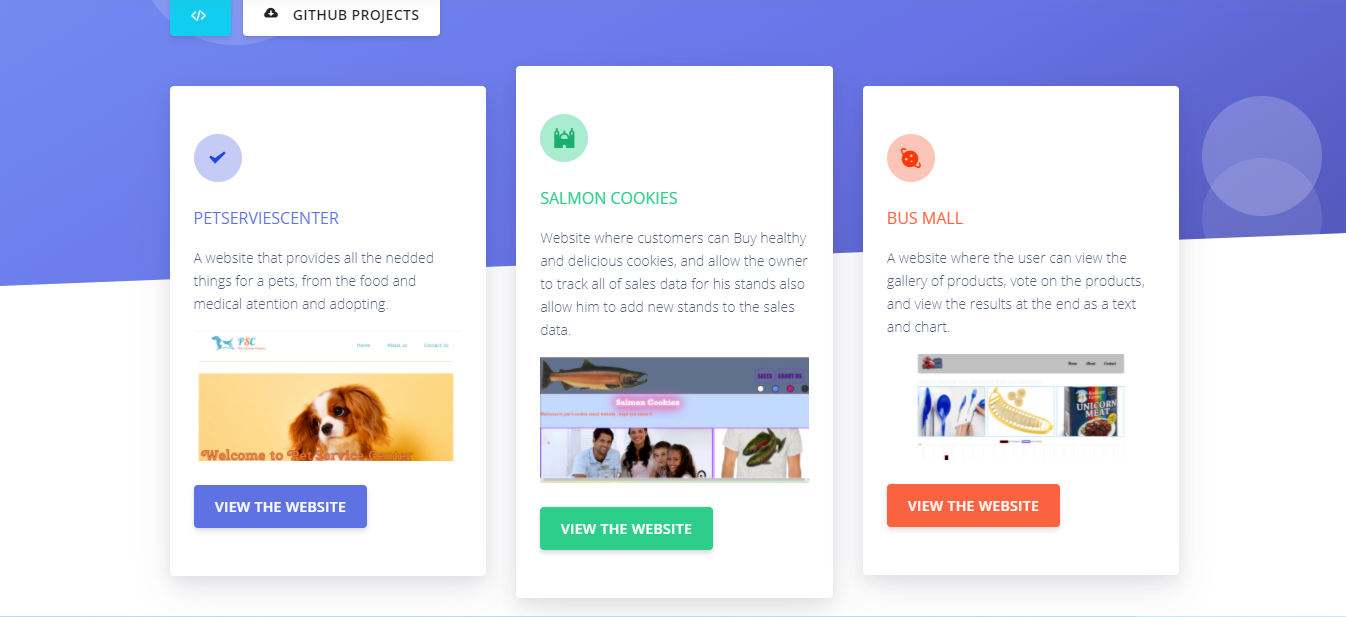 GITHUB PROJECTS
PETSERVIESCENTER
A website that provides all the nedded
things for a pets, from the food and
medical atention and adopting.
PSC
Home About us Contact Us
Welcome to Pet Service Center
VIEW THE WEBSITE
SALMON COOKIES
Website where customers can Buy healthy
and delicious cookies, and allow the owner
to track all of sales data for his stands also
allow him to add new stands to the sales
data.
SALES ABOUT US
Salmon Cookies
VIEW THE WEBSITE
BUS MALL
A website where the user can view the
gallery of products, vote on the products,
and view the results at the end as a text
and chart.
Home About Contact
UNICORN
MEAT
VIEW THE WEBSITE